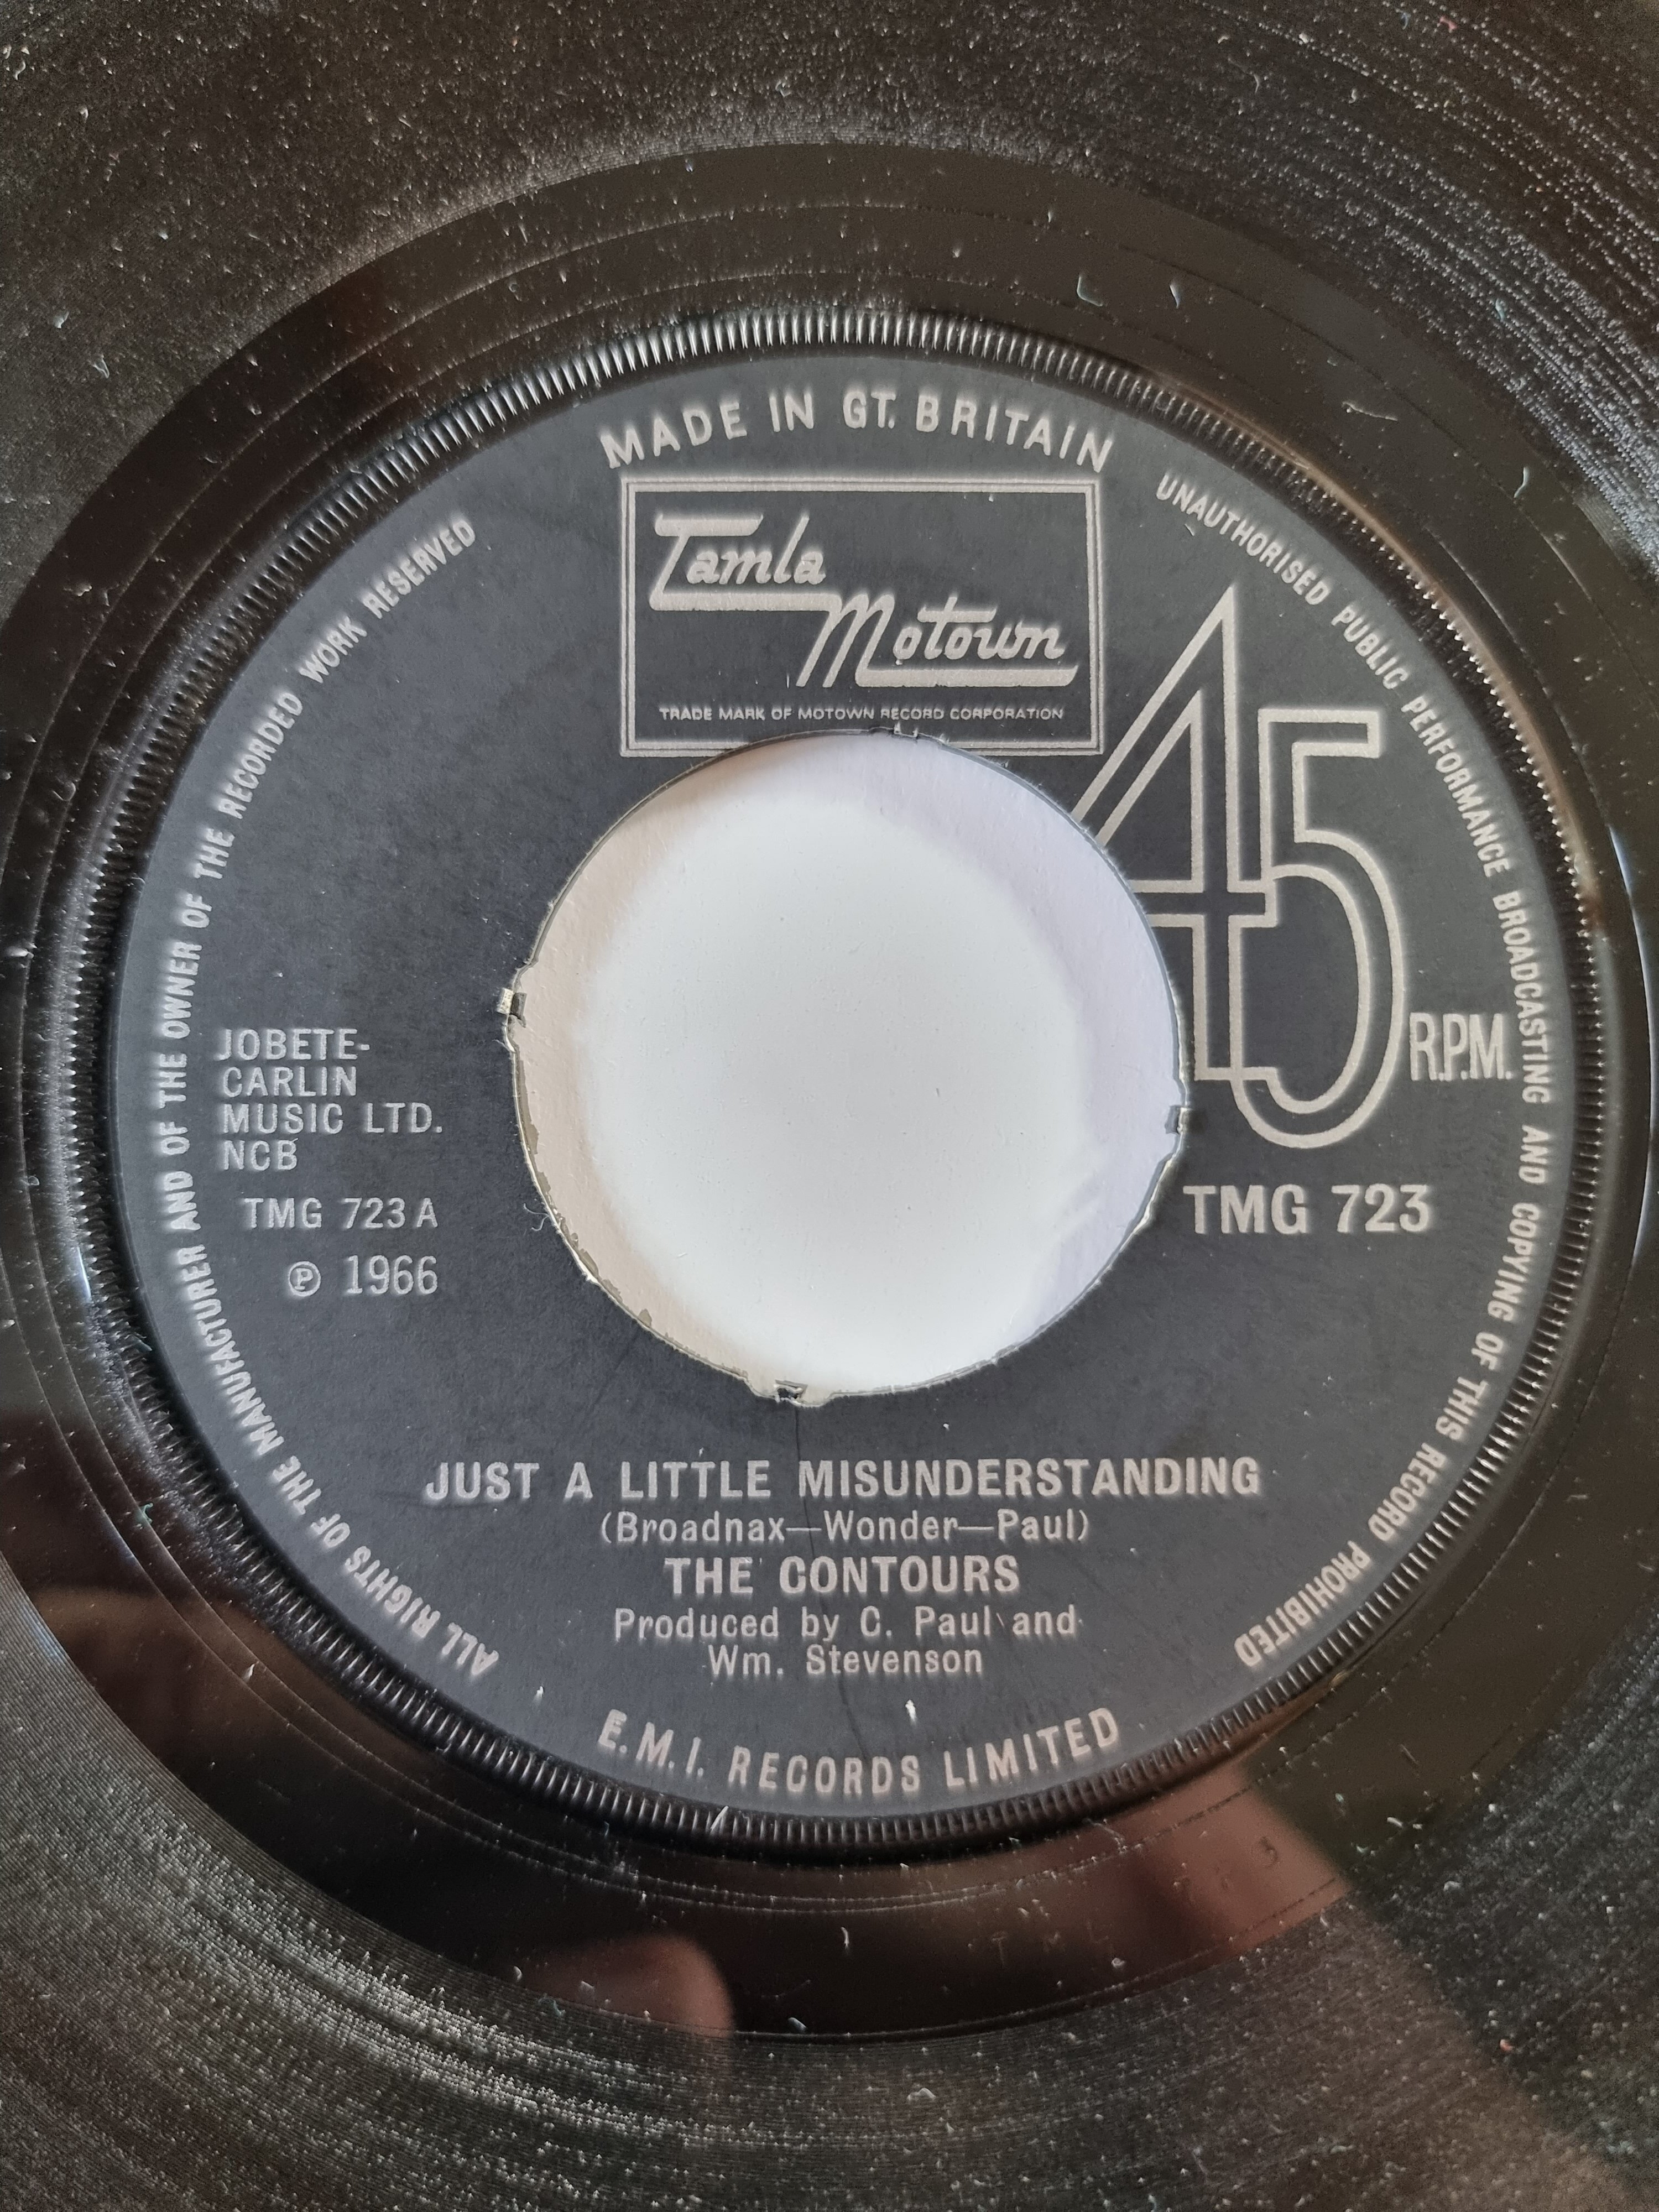 MADE IN GT. BRITAIN
Tamla
Motown
TRADE MARK OF MOTOWN RECORD CORPORATION
45
R.P.M.
JOBETE-
CARLIN
MUSIC LTD.
NCB
TMG 723 A
℗ 1966
TMG 723
JUST A LITTLE MISUNDERSTANDING
(Broadnax—Wonder—Paul)
THE CONTOURS
Produced by C. Paul and
Wm. Stevenson
E.M.I. RECORDS LIMITED
ALL RIGHTS OF THE MANUFACTURER AND OF THE OWNER OF THE RECORDED WORK RESERVED
UNAUTHORISED PUBLIC PERFORMANCE BROADCASTING AND COPYING OF THIS RECORD PROHIBITED